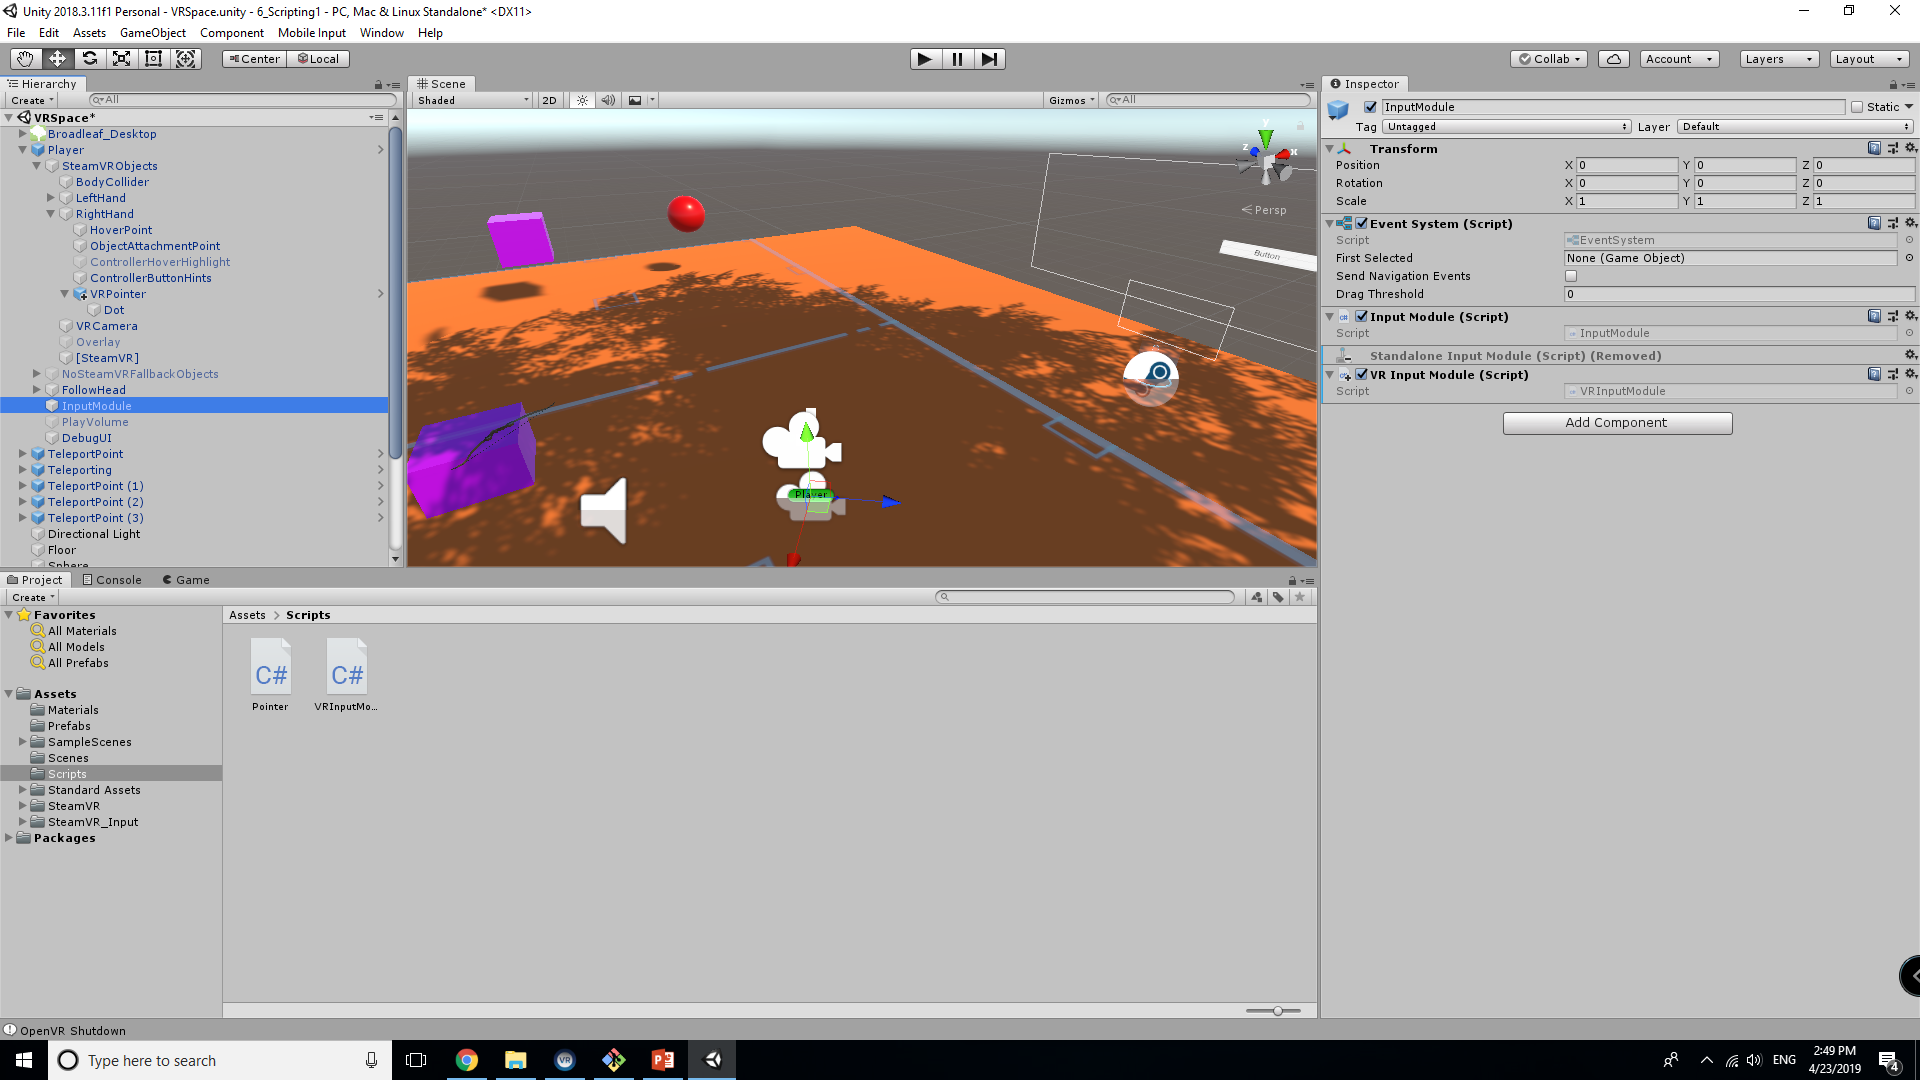 Unity 2018.3.11f1 Personal - VRSpace.unity - 6_Scripting1 - PC, Mac & Linux Standalone* <DX11>
File Edit Assets GameObject Component Mobile Input Window Help
Center Local
Collab Account Layers Layout
Hierarchy
Create All
VRSpace*
Broadleaf_Desktop
Player
SteamVRObjects
BodyCollider
LeftHand
RightHand
HoverPoint
ObjectAttachmentPoint
ControllerHoverHighlight
ControllerButtonHints
VRPointer
Dot
VRCamera
Overlay
[SteamVR]
NoSteamVRFallbackObjects
FollowHead
InputModule
PlayVolume
DebugUI
TeleportPoint
Teleporting
TeleportPoint (1)
TeleportPoint (2)
TeleportPoint (3)
Directional Light
Floor
Sphere
Scene
Shaded 2D Gizmos All
y
z x
Persp
Button
Player
Inspector
InputModule Static
Tag Untagged Layer Default
Transform
Position X 0 Y 0 Z 0
Rotation X 0 Y 0 Z 0
Scale X 1 Y 1 Z 1
Event System (Script)
Script EventSystem
First Selected None (Game Object)
Send Navigation Events
Drag Threshold 0
Input Module (Script)
Script InputModule
Standalone Input Module (Script) (Removed)
VR Input Module (Script)
Script VRInputModule
Add Component
Project Console Game
Create
Favorites
All Materials
All Models
All Prefabs
Assets
Materials
Prefabs
SampleScenes
Scenes
Scripts
Standard Assets
SteamVR
SteamVR_Input
Packages
Assets > Scripts
C# C#
Pointer VRInputMo...
OpenVR Shutdown
Type here to search
VR
ENG
2:49 PM
4/23/2019
4